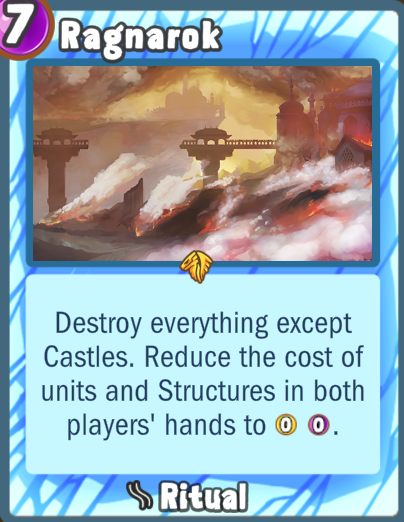 7
Ragnarok
Destroy everything except
Castles. Reduce the cost of
units and Structures in both
players' hands to 0 0.
Ritual